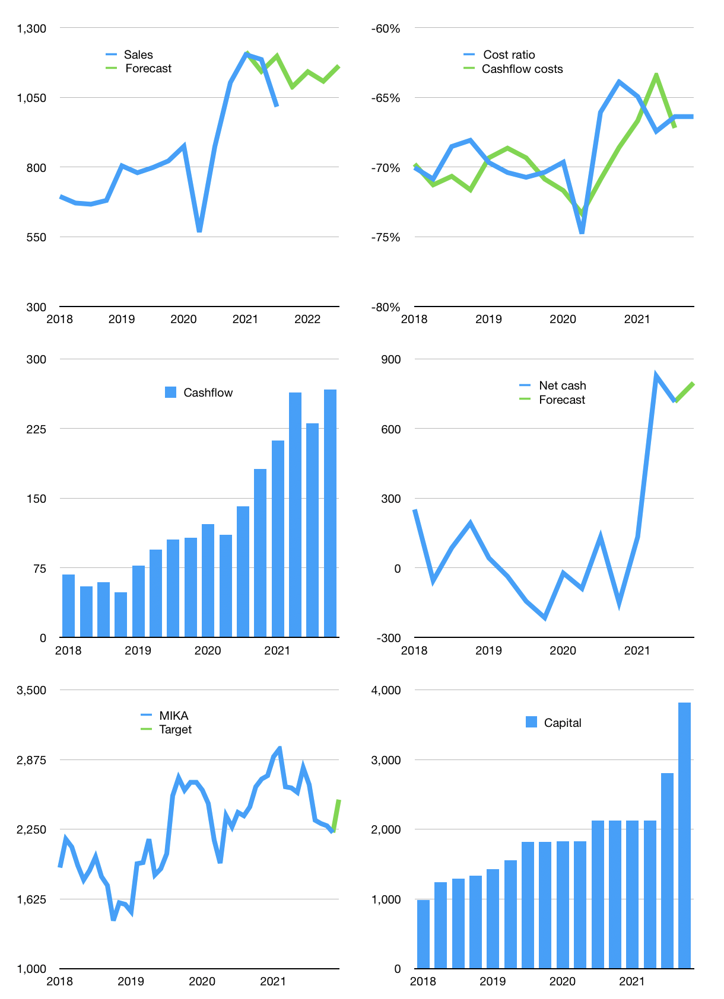 1,300
Sales
Forecast
1,050
800
550
300
2018 2019 2020 2021 2022
-60%
Cost ratio
Cashflow costs
-65%
-70%
-75%
-80%
2018 2019 2020 2021
300
Cashflow
225
150
75
0
2018 2019 2020 2021
900
Net cash
Forecast
600
300
0
-300
2018 2019 2020 2021
3,500
MIKA
Target
2,875
2,250
1,625
1,000
2018 2019 2020 2021
4,000
Capital
3,000
2,000
1,000
0
2018 2019 2020 2021